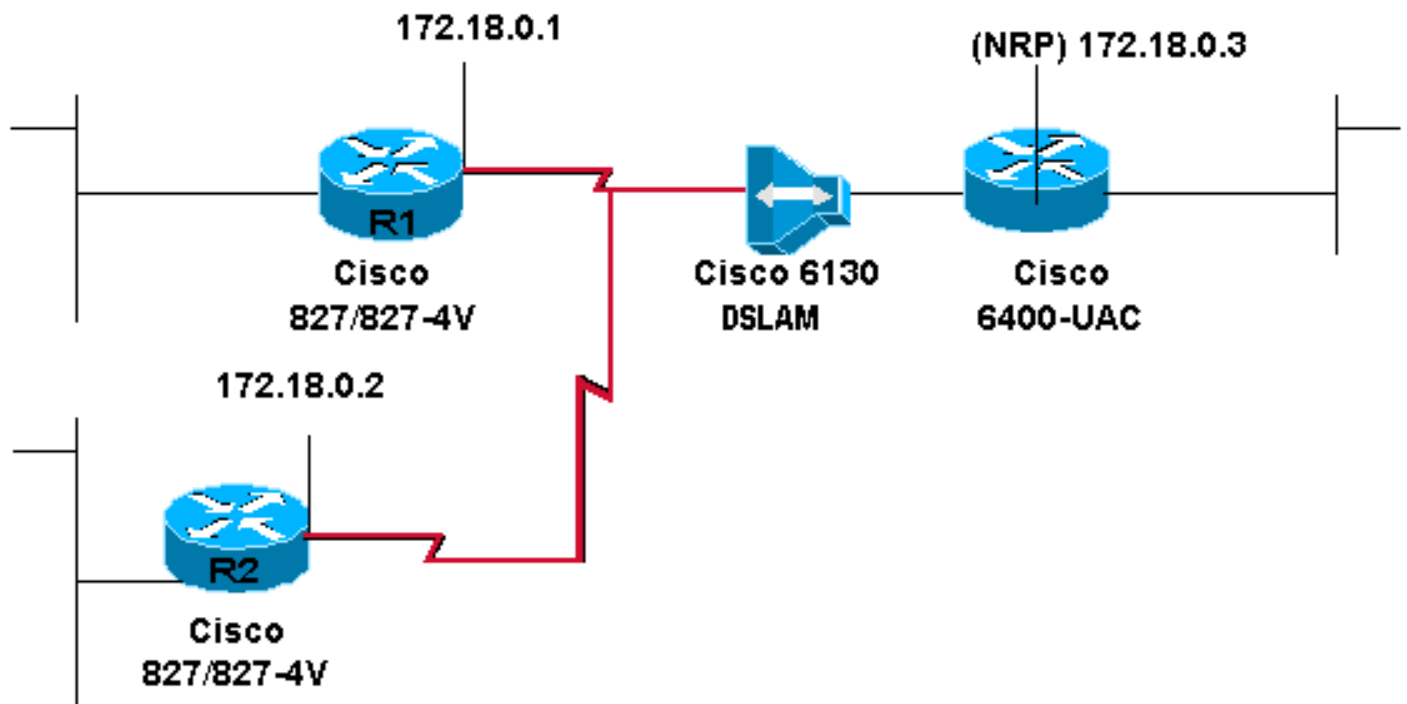 172.18.0.1
(NRP) 172.18.0.3
R1
Cisco
827/827-4V
Cisco 6130
DSLAM
Cisco
6400-UAC
172.18.0.2
R2
Cisco
827/827-4V